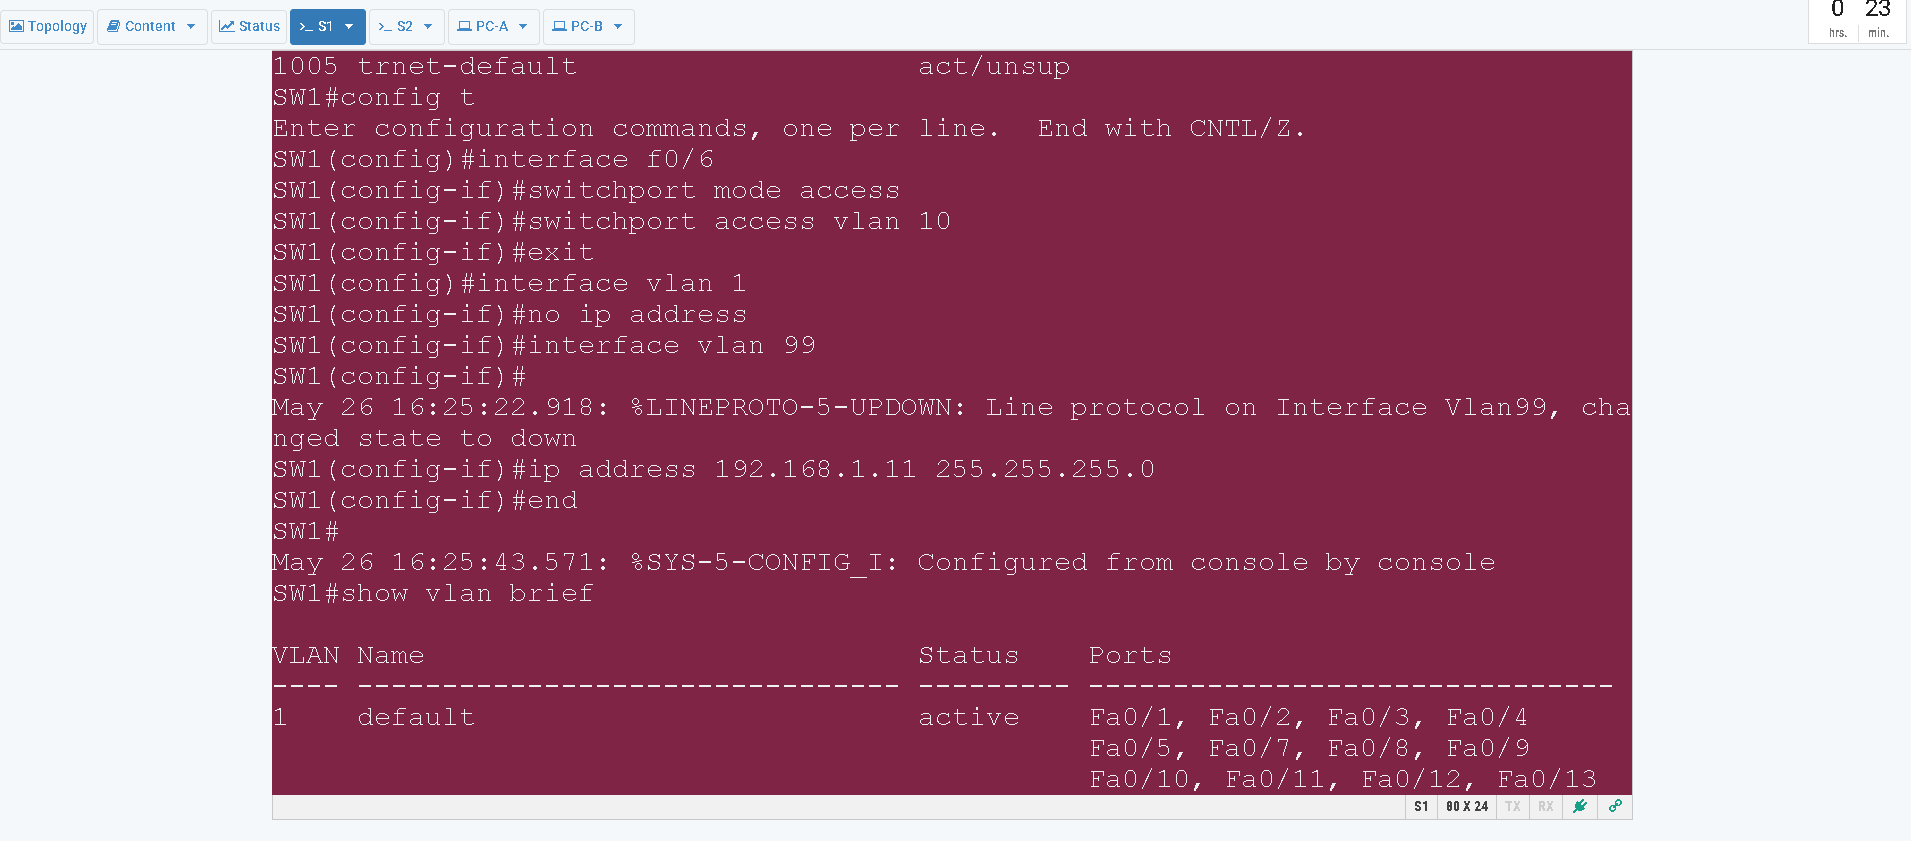 Topology Content Status >_ S1 >_ S2 PC-A PC-B
0 23
hrs. min.
1005 trnet-default                      act/unsup
SW1#config t
Enter configuration commands, one per line.  End with CNTL/Z.
SW1(config)#interface f0/6
SW1(config-if)#switchport mode access
SW1(config-if)#switchport access vlan 10
SW1(config-if)#exit
SW1(config)#interface vlan 1
SW1(config-if)#no ip address
SW1(config-if)#interface vlan 99
SW1(config-if)#
May 26 16:25:22.918: %LINEPROTO-5-UPDOWN: Line protocol on Interface Vlan99, cha
nged state to down
SW1(config-if)#ip address 192.168.1.11 255.255.255.0
SW1(config-if)#end
SW1#
May 26 16:25:43.571: %SYS-5-CONFIG_I: Configured from console by console
SW1#show vlan brief
VLAN Name                             Status    Ports
---- -------------------------------- --------- -------------------------------
1    default                          active    Fa0/1, Fa0/2, Fa0/3, Fa0/4
Fa0/5, Fa0/7, Fa0/8, Fa0/9
Fa0/10, Fa0/11, Fa0/12, Fa0/13
S1 80 X 24 TX RX